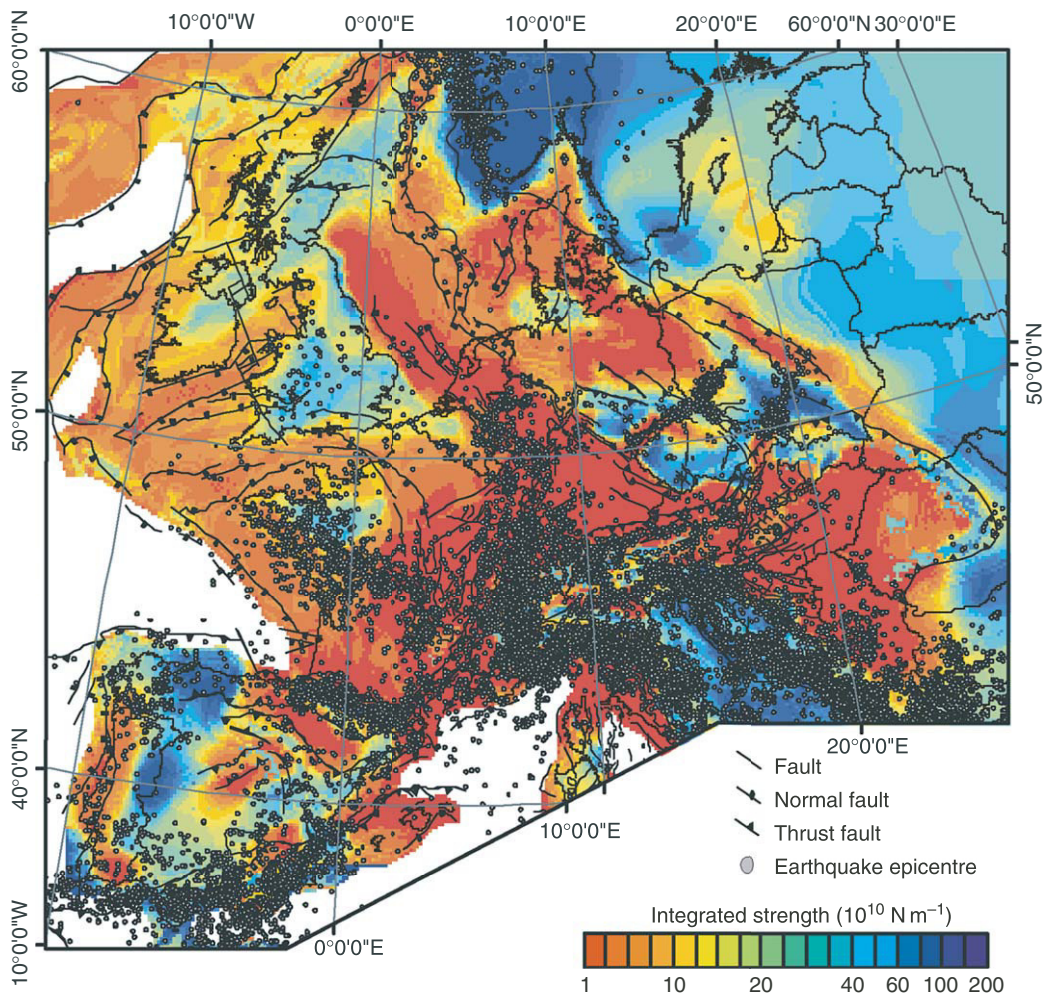 10°0'0"W 0°0'0"E 10°0'0"E 20°0'0"E 60°0'0"N 30°0'0"E
60°0'0"N
50°0'0"N
50°0'0"N
40°0'0"N
10°0'0"W
20°0'0"E
10°0'0"E
0°0'0"E
Fault
Normal fault
Thrust fault
Earthquake epicentre
Integrated strength (10¹⁰ N m⁻¹)
1 10 20 40 60 100 200